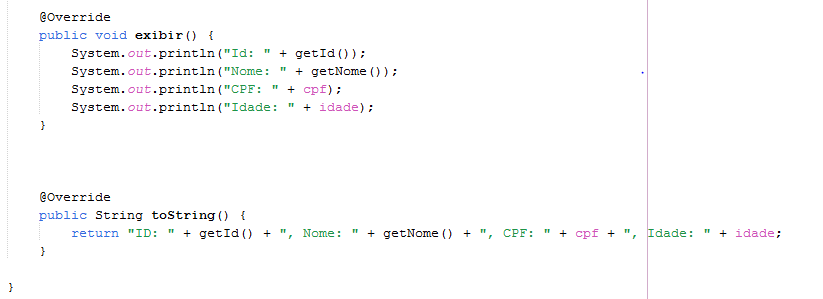 @Override
public void exibir() {
System.out.println("Id: " + getId());
System.out.println("Nome: " + getNome());
System.out.println("CPF: " + cpf);
System.out.println("Idade: " + idade);
}
@Override
public String toString() {
return "ID: " + getId() + ", Nome: " + getNome() + ", CPF: " + cpf + ", Idade: " + idade;
}
}